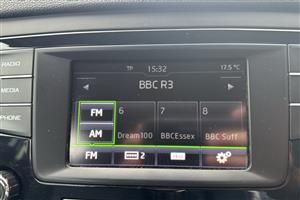 TP 15:32 17.5°C
RADIO
BBC R3
MEDIA
FM 6 7 8
PHONE
AM Dream100 BBCEssex BBC Suff
FM 2